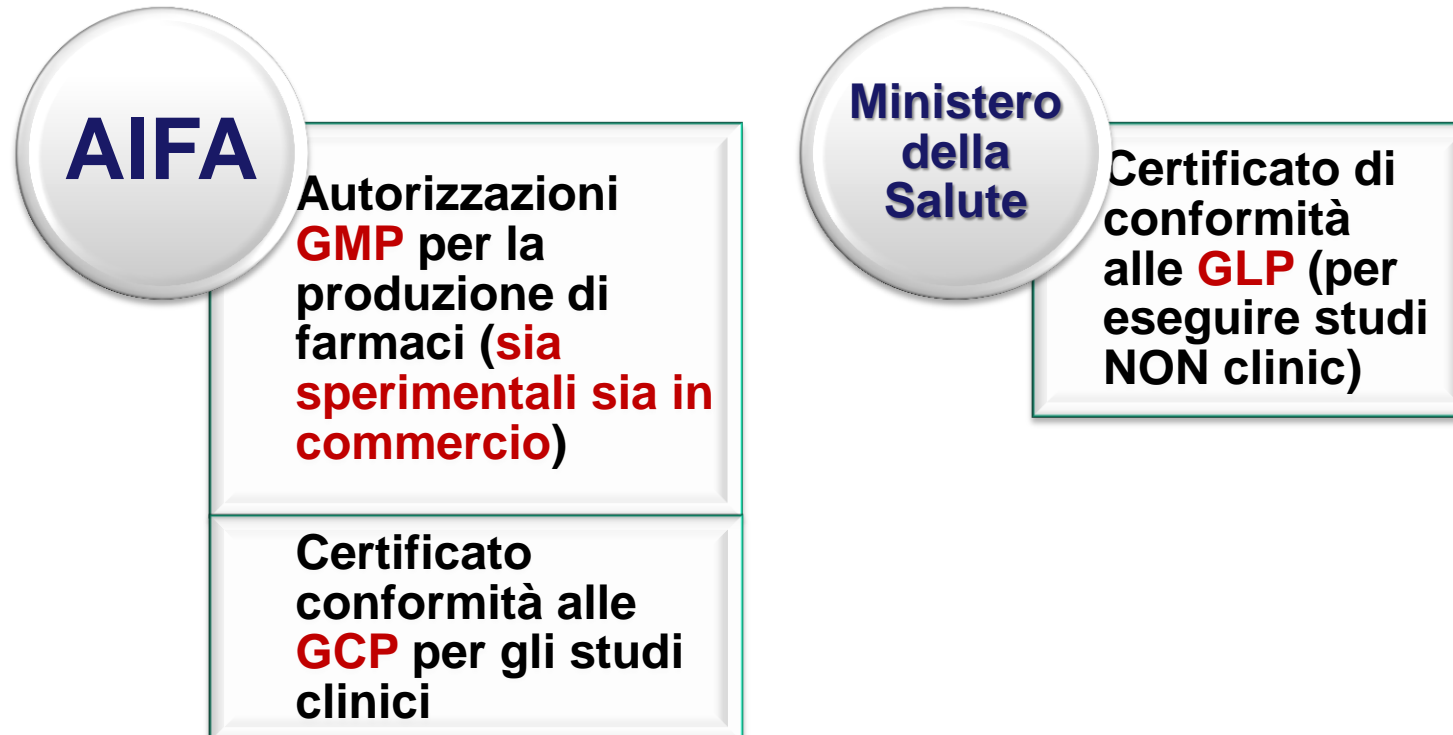 AIFA
Autorizzazioni
GMP per la
produzione di
farmaci (sia
sperimentali sia in
commercio)
Certificato
conformità alle
GCP per gli studi
clinici
Ministero
della
Salute
Certificato di
conformità
alle GLP (per
eseguire studi
NON clinic)